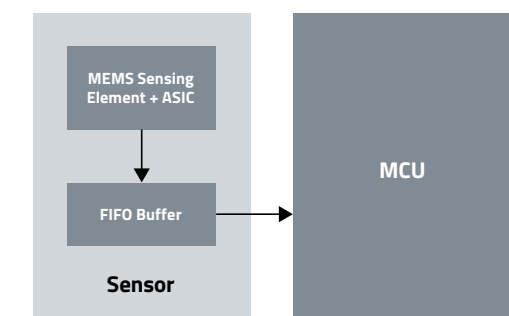 MEMS Sensing
Element + ASIC
MCU
FIFO Buffer
Sensor